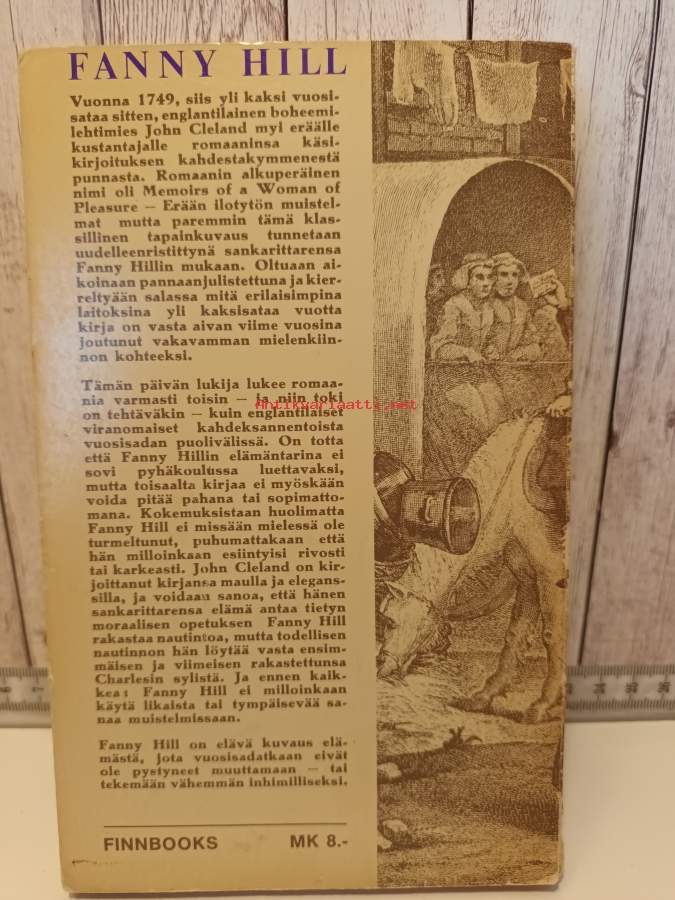 FANNY HILL
Vuonna 1749, siis yli kaksi vuosi-
sataa sitten, englantilainen boheemi-
lehtimies John Cleland myi eräälle
kustantajalle romaaninsa käsi-
kirjoituksen kahdestakymmenestä
punnasta. Romaanin alkuperäinen
nimi oli Memoirs of a Woman of
Pleasure – Erään ilotytön muistel-
mat mutta paremmin tämä klas-
sillinen tapainkuvaus tunnetaan
uudelleenristittynä sankarittarensa
Fanny Hillin mukaan. Oltuaan ai-
koinaan pannaanjulistettuna ja kier-
reltyään salassa mitä erilaisimpina
laitoksina yli kaksisataa vuotta
kirja on vasta aivan viime vuosina
joutunut vakavamman mielenkiin-
non kohteeksi.
Tämän päivän lukija lukee romaa-
nia varmasti toisin – ja niin toki
on tehtäväkin – kuin englantilaiset
viranomaiset kahdeksannentoista
vuosisadan puolivälissä. On totta
että Fanny Hillin elämäntarina ei
sovi pyhäkoulussa luettavaksi,
mutta toisaalta kirjaa ei myöskään
voida pitää pahana tai sopimatto-
mana. Kokemuksistaan huolimatta
Fanny Hill ei missään mielessä ole
turmeltunut, puhumattakaan että
hän milloinkaan esiintyisi rivosti
tai karkeasti. John Cleland on kir-
joittanut kirjansa maulla ja eleganss-
silla, ja voidaan sanoa, että hänen
sankarittarensa elämä antaa tietyn
moraalisen opetuksen Fanny Hill
rakastaa nautintoa, mutta todellisen
nautinnon hän löytää vasta ensim-
mäisen ja viimeisen rakastettunsa
Charlesin sylistä. Ja ennen kaik-
kea: Fanny Hill ei milloinkaan
käytä likaista tai tympäisevää sa-
naa muistelmissaan.
Fanny Hill on elävä kuvaus elä-
mästä, jota vuosisadatkaan eivät
ole pystyneet muuttamaan – tai
tekemään vähemmän inhimilliseksi.
FINNBOOKS MK 8.-
Antikvariaatti.net